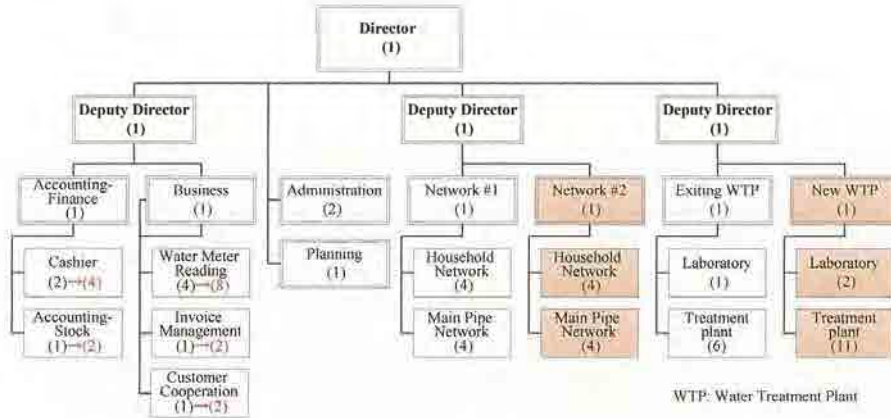 Director
(1)
Deputy Director
(1)
Deputy Director
(1)
Deputy Director
(1)
Accounting-
Finance
(1)
Business
(1)
Administration
(2)
Network #1
(1)
Network #2
(1)
Exiting WTP
(1)
New WTP
(1)
Cashier
(2)→(4)
Water Meter
Reading
(4)→(8)
Planning
(1)
Household
Network
(4)
Household
Network
(4)
Laboratory
(1)
Laboratory
(2)
Accounting-
Stock
(1)→(2)
Invoice
Management
(1)→(2)
Main Pipe
Network
(4)
Main Pipe
Network
(4)
Treatment
plant
(6)
Treatment
plant
(11)
Customer
Cooperation
(1)→(2)
WTP: Water Treatment Plant